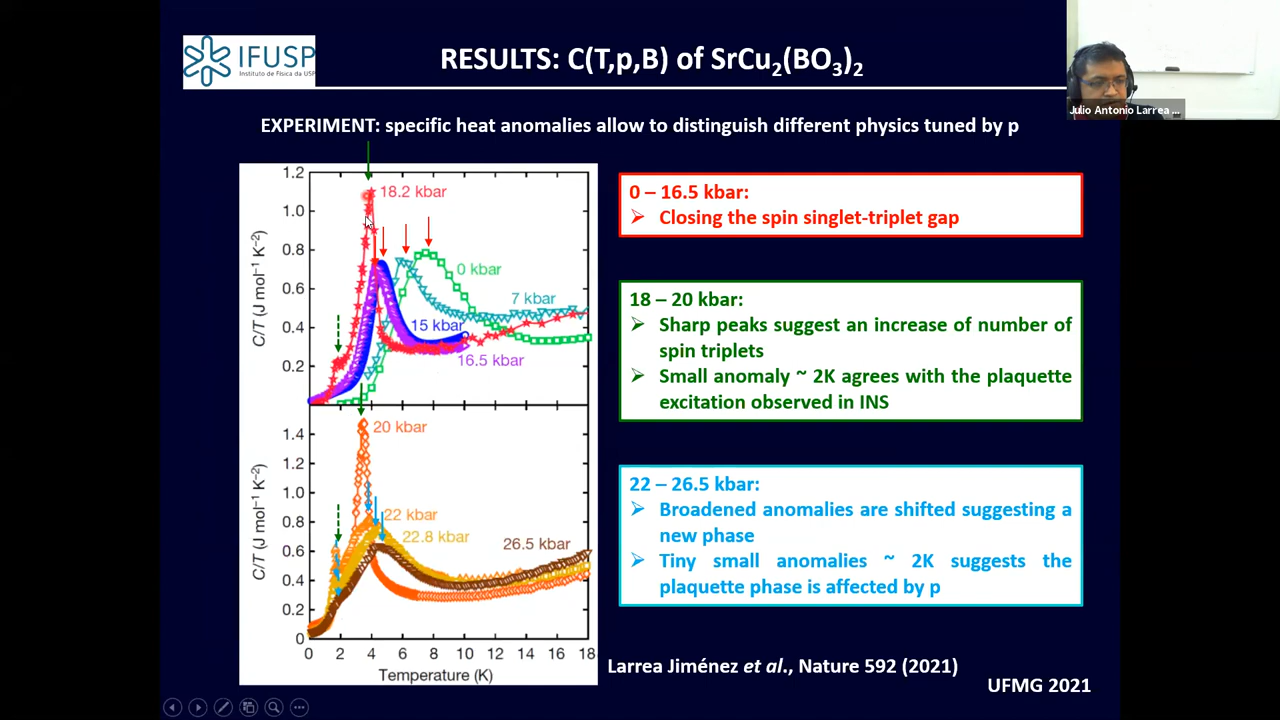 IFUSP
Instituto de Física da USP
RESULTS: C(T,p,B) of SrCu2(BO3)2
Julio Antonio Larrea ...
EXPERIMENT: specific heat anomalies allow to distinguish different physics tuned by p
1.2
1.0
0.8
0.6
0.4
0.2
C/T (J mol⁻¹ K⁻²)
18.2 kbar
0 kbar
7 kbar
15 kbar
16.5 kbar
1.4
1.2
1.0
0.8
0.6
0.4
0.2
0
C/T (J mol⁻¹ K⁻²)
20 kbar
22 kbar
22.8 kbar
26.5 kbar
0 2 4 6 8 10 12 14 16 18
Temperature (K)
0 – 16.5 kbar:
➢ Closing the spin singlet-triplet gap
18 – 20 kbar:
➢ Sharp peaks suggest an increase of number of
spin triplets
➢ Small anomaly ~ 2K agrees with the plaquette
excitation observed in INS
22 – 26.5 kbar:
➢ Broadened anomalies are shifted suggesting a
new phase
➢ Tiny small anomalies ~ 2K suggests the
plaquette phase is affected by p
Larrea Jiménez et al., Nature 592 (2021)
UFMG 2021